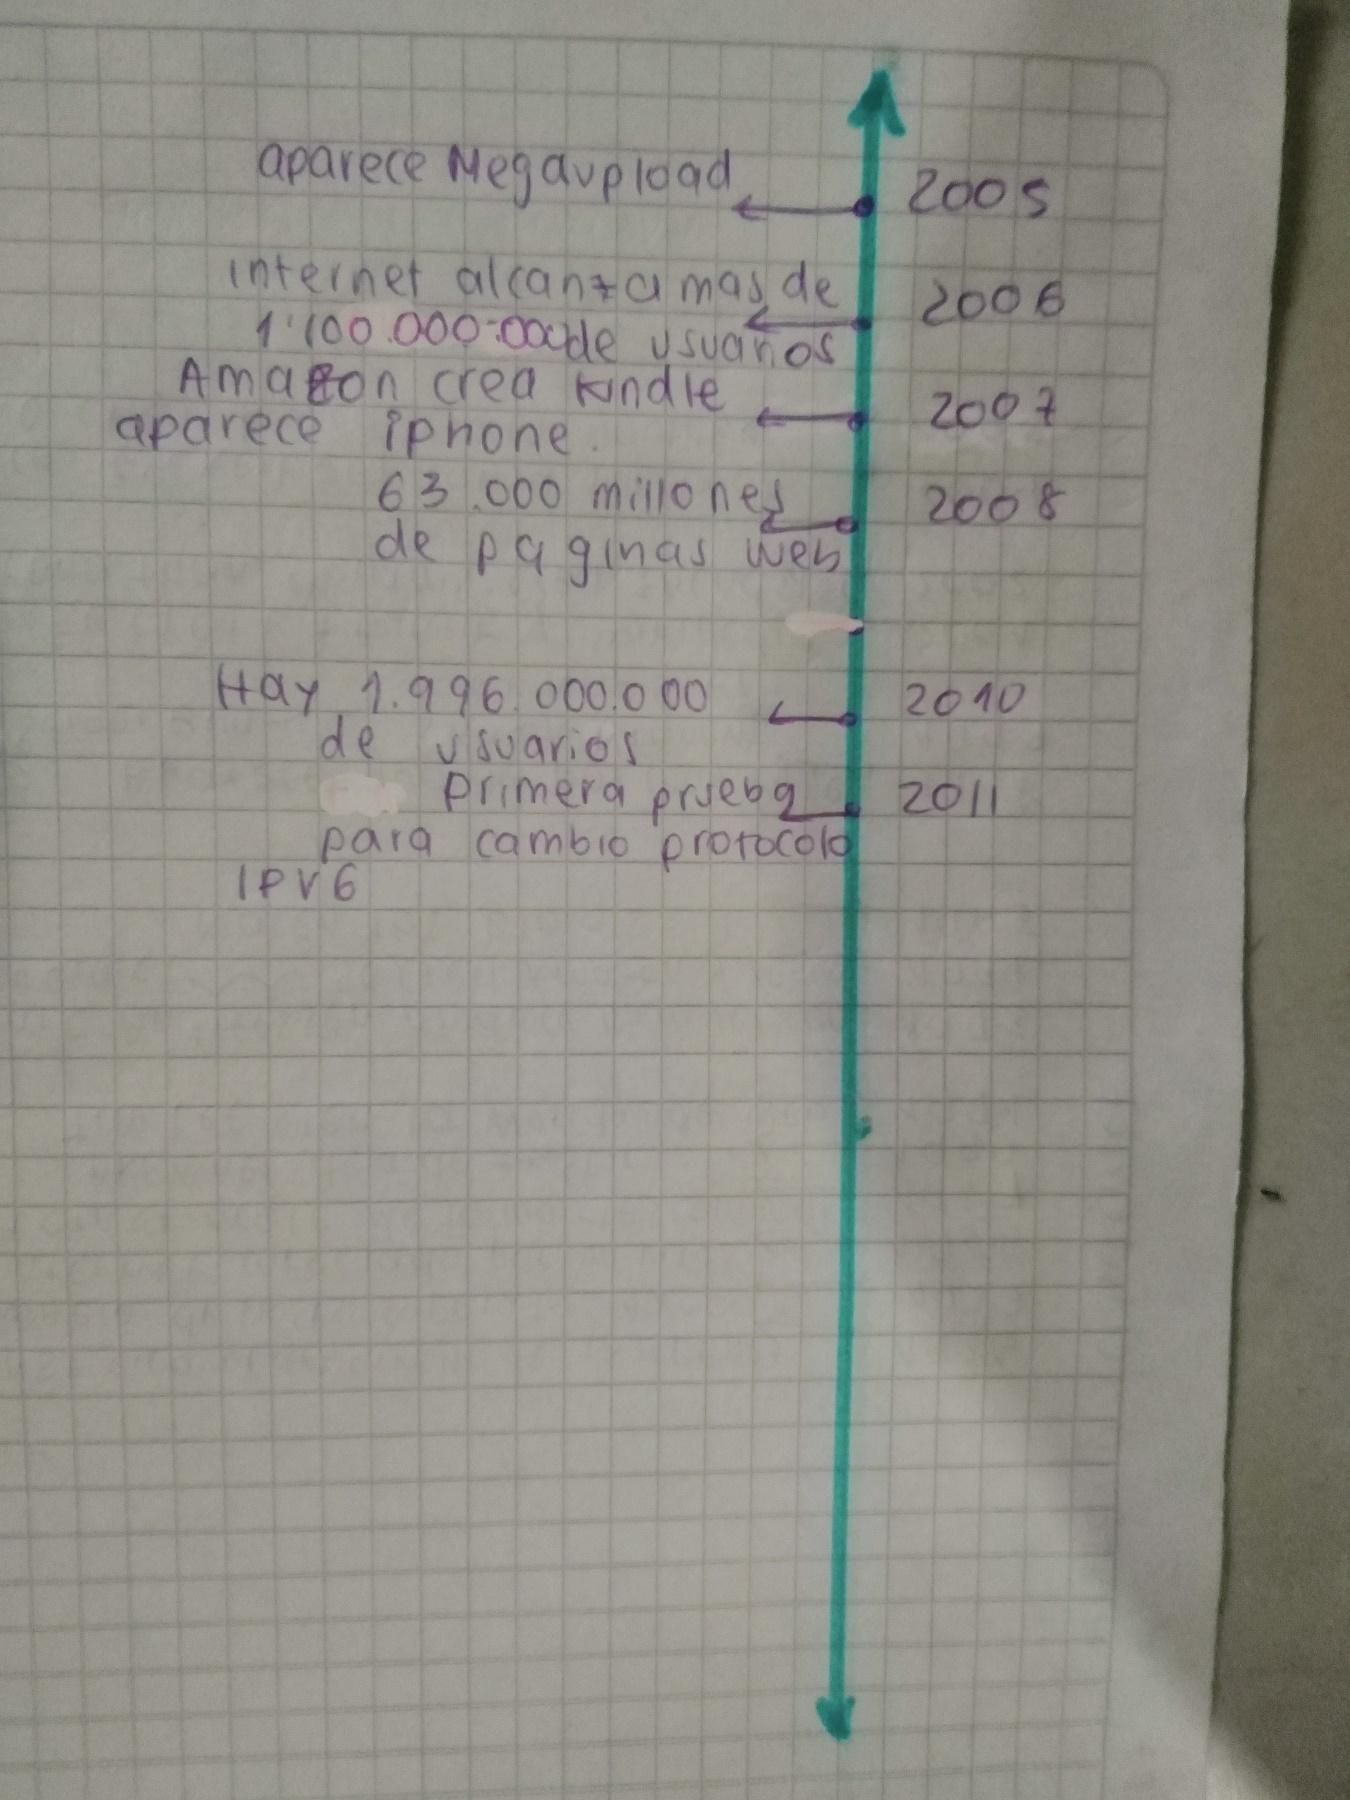 aparece Megaupload 2005
internet alcanza mas de 2006
1'100.000.000 de usuarios
Amazon crea kindle 2007
aparece iphone.
63.000 millones 2008
de paginas web
Hay 1.996.000.000 2010
de usuarios
primera prueba 2011
para cambio protocolo
IPV6